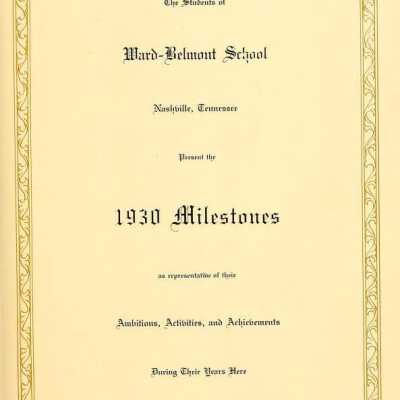 The Students of
Ward-Belmont School
Nashville, Tennessee
Present the
1930 Milestones
as representative of their
Ambitions, Activities, and Achievements
During Their Years Here